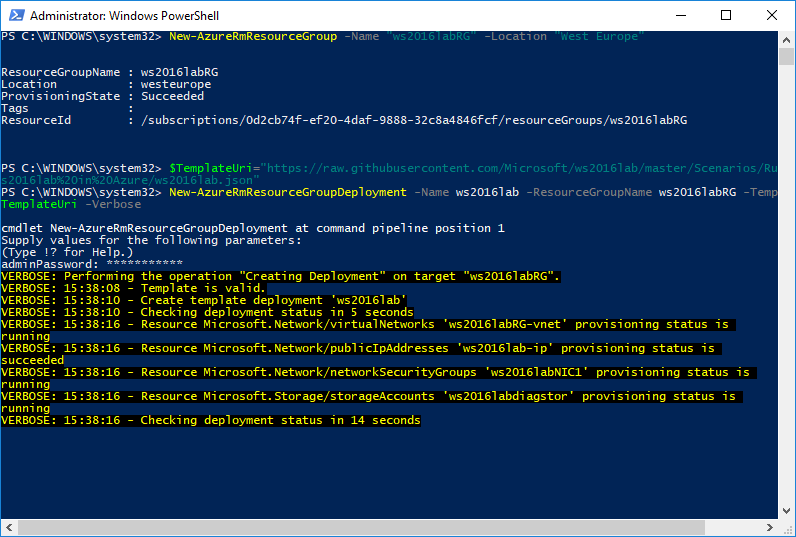 Administrator: Windows PowerShell
PS C:\WINDOWS\system32> New-AzureRmResourceGroup -Name "ws2016labRG" -Location "West Europe"
ResourceGroupName : ws2016labRG
Location          : westeurope
ProvisioningState : Succeeded
Tags              :
ResourceId        : /subscriptions/0d2cb74f-ef20-4daf-9888-32c8a4846fcf/resourceGroups/ws2016labRG
PS C:\WINDOWS\system32> $TemplateUri="https://raw.githubusercontent.com/Microsoft/ws2016lab/master/Scenarios/Ru
s2016lab%20in%20Azure/ws2016lab.json"
PS C:\WINDOWS\system32> New-AzureRmResourceGroupDeployment -Name ws2016lab -ResourceGroupName ws2016labRG -Temp
TemplateUri -Verbose
cmdlet New-AzureRmResourceGroupDeployment at command pipeline position 1
Supply values for the following parameters:
(Type !? for Help.)
adminPassword: ***********
VERBOSE: Performing the operation "Creating Deployment" on target "ws2016labRG".
VERBOSE: 15:38:08 - Template is valid.
VERBOSE: 15:38:10 - Create template deployment 'ws2016lab'
VERBOSE: 15:38:10 - Checking deployment status in 5 seconds
VERBOSE: 15:38:16 - Resource Microsoft.Network/virtualNetworks 'ws2016labRG-vnet' provisioning status is
running
VERBOSE: 15:38:16 - Resource Microsoft.Network/publicIpAddresses 'ws2016lab-ip' provisioning status is
succeeded
VERBOSE: 15:38:16 - Resource Microsoft.Network/networkSecurityGroups 'ws2016labNIC1' provisioning status is
running
VERBOSE: 15:38:16 - Resource Microsoft.Storage/storageAccounts 'ws2016labdiagstor' provisioning status is
running
VERBOSE: 15:38:16 - Checking deployment status in 14 seconds